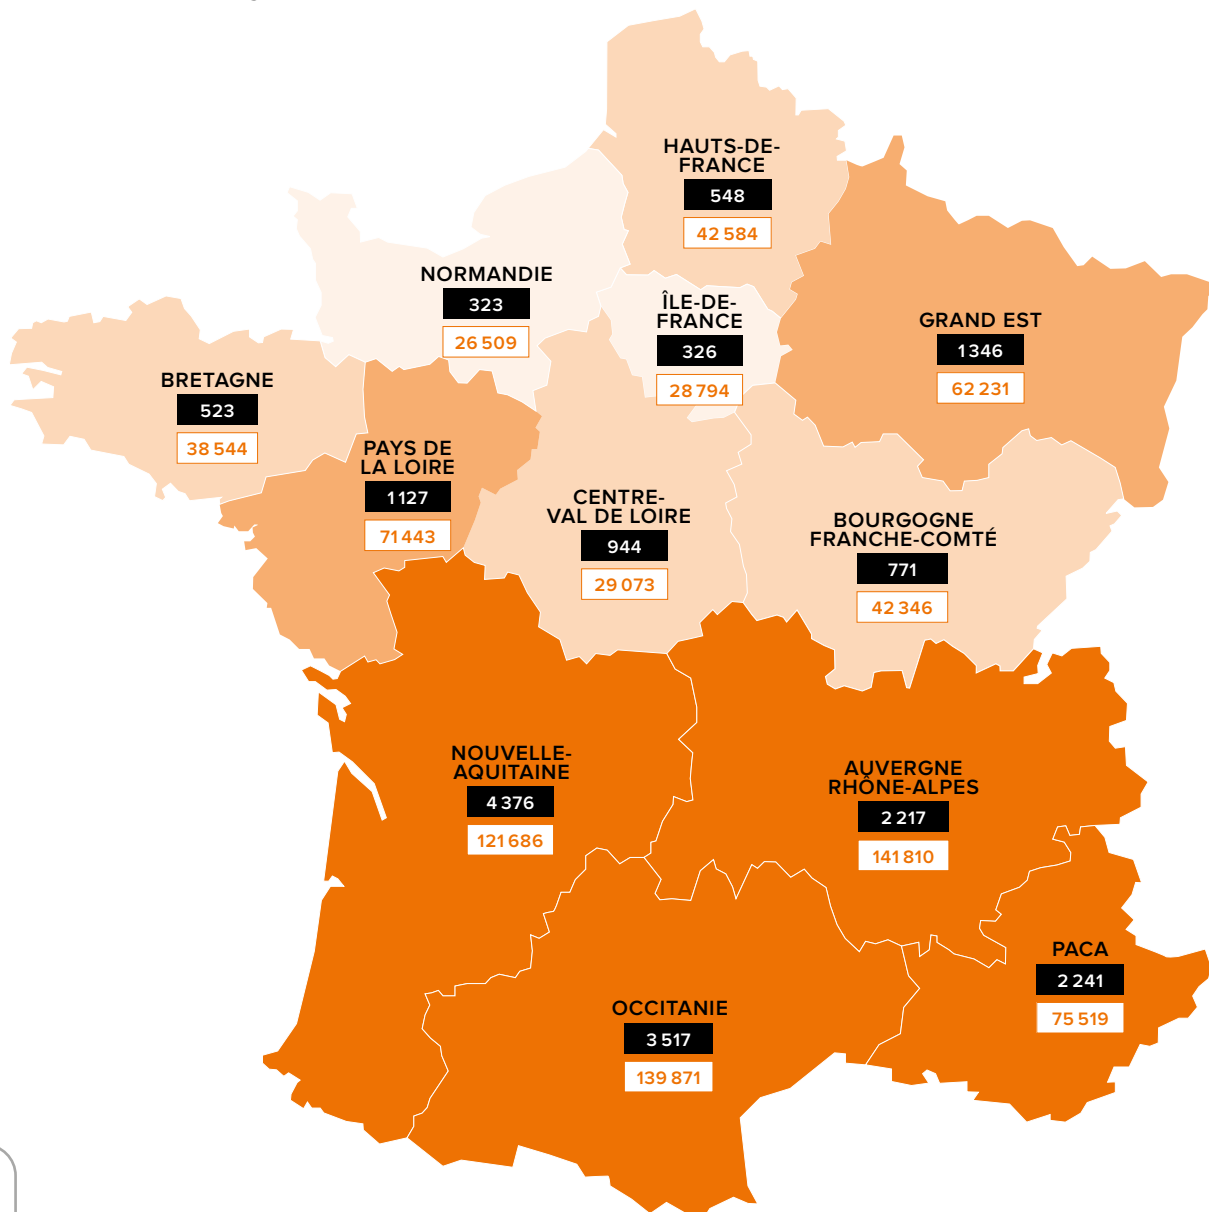 HAUTS-DE-
FRANCE
548
42 584
NORMANDIE
323
26 509
ÎLE-DE-
FRANCE
326
28 794
GRAND EST
1 346
62 231
BRETAGNE
523
38 544
PAYS DE
LA LOIRE
1 127
71 443
CENTRE-
VAL DE LOIRE
944
29 073
BOURGOGNE
FRANCHE-COMTÉ
771
42 346
NOUVELLE-
AQUITAINE
4 376
121 686
AUVERGNE
RHÔNE-ALPES
2 217
141 810
PACA
2 241
75 519
OCCITANIE
3 517
139 871